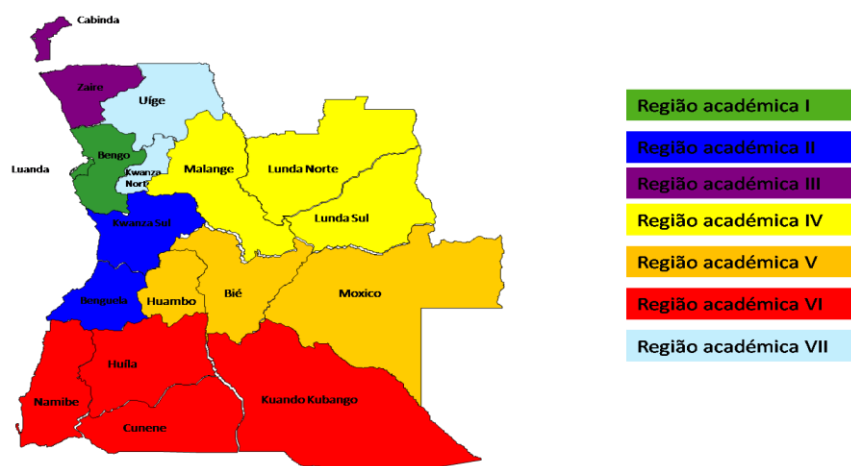 Cabinda
Zaire
Uíge
Bengo
Luanda
Kwanza
Nort
Malange
Lunda Norte
Lunda Sul
Kwanza Sul
Benguela
Huambo
Bié
Moxico
Huíla
Namibe
Cunene
Kuando Kubango
Região académica I
Região académica II
Região académica III
Região académica IV
Região académica V
Região académica VI
Região académica VII